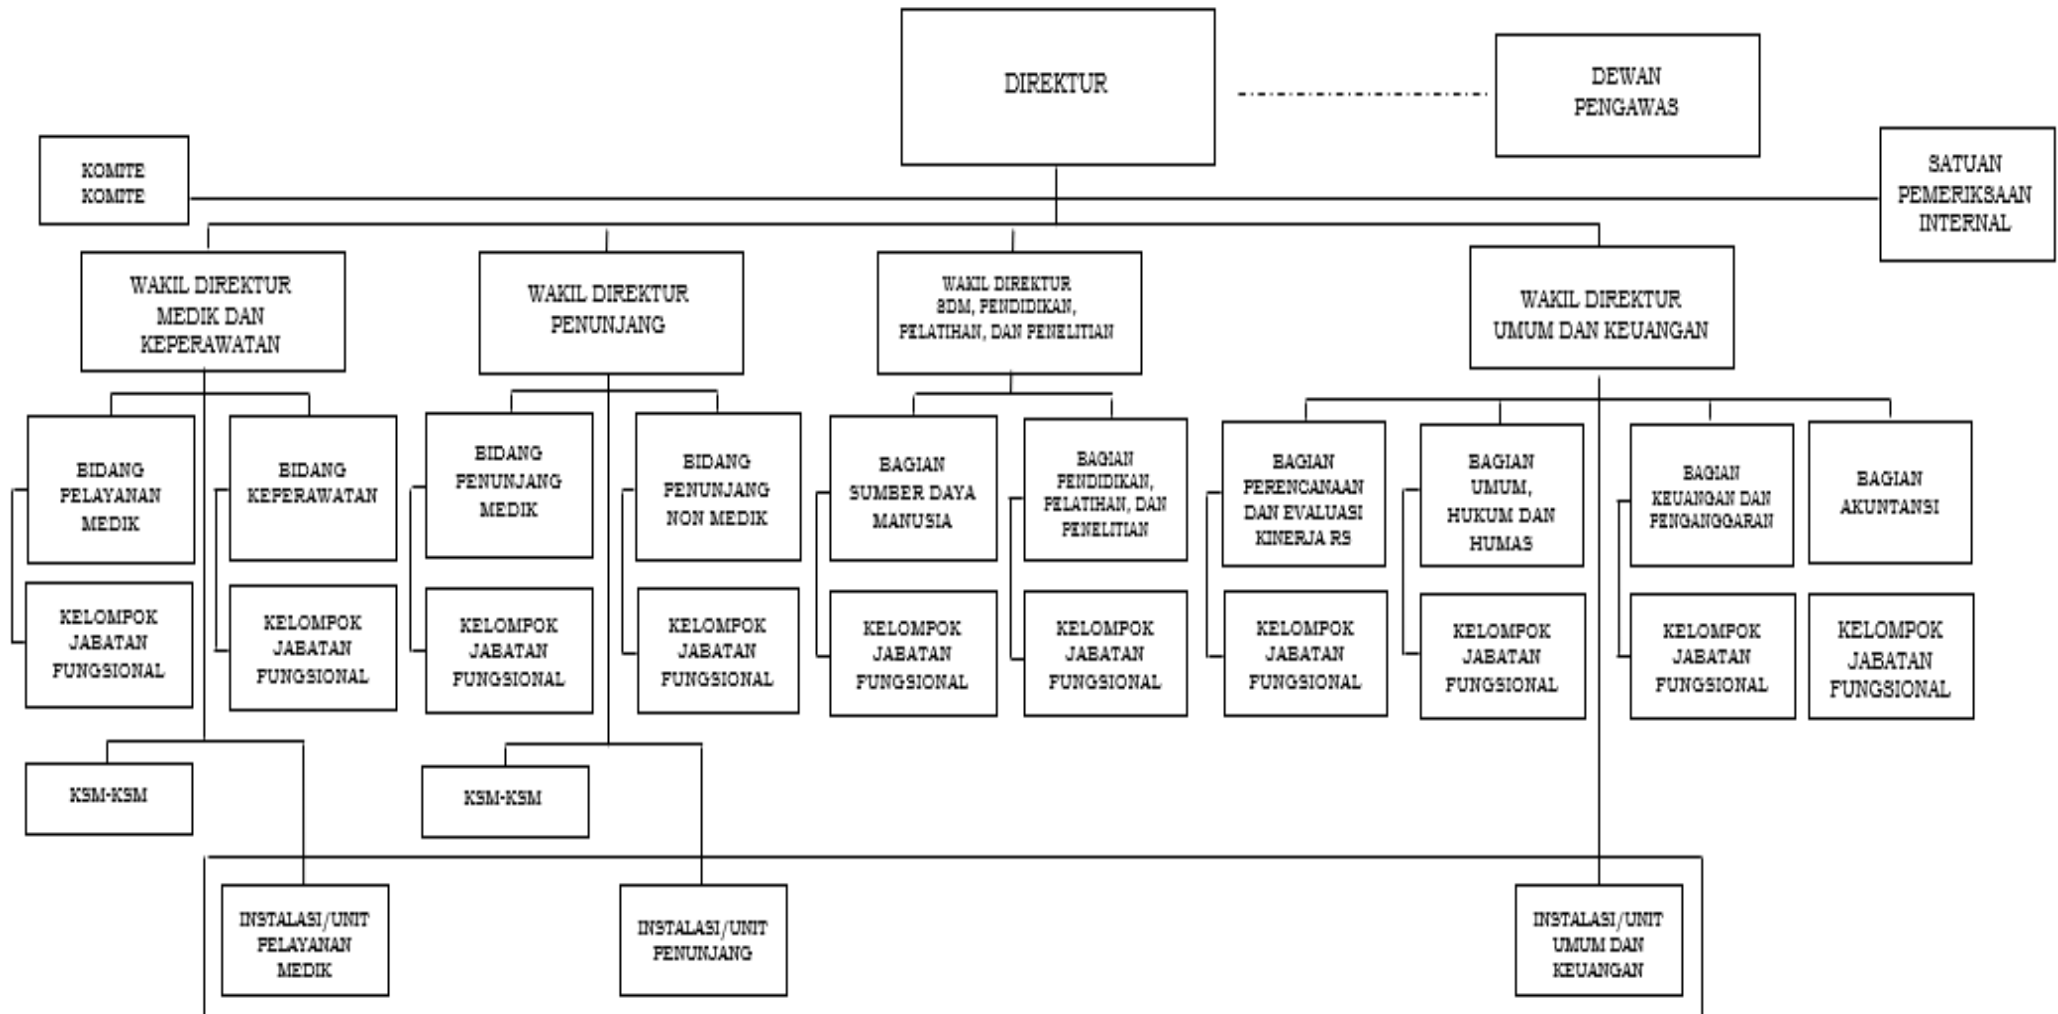 DIREKTUR
DEWAN
PENGAWAS
KOMITE
KOMITE
SATUAN
PEMERIKSAAN
INTERNAL
WAKIL DIREKTUR
MEDIK DAN
KEPERAWATAN
WAKIL DIREKTUR
PENUNJANG
WAKIL DIREKTUR
SDM, PENDIDIKAN,
PELATIHAN, DAN PENELITIAN
WAKIL DIREKTUR
UMUM DAN KEUANGAN
BIDANG
PELAYANAN
MEDIK
BIDANG
KEPERAWATAN
BIDANG
PENUNJANG
MEDIK
BIDANG
PENUNJANG
NON MEDIK
BAGIAN
SUMBER DAYA
MANUSIA
BAGIAN
PENDIDIKAN,
PELATIHAN, DAN
PENELITIAN
BAGIAN
PERENCANAAN
DAN EVALUASI
KINERJA RS
BAGIAN
UMUM,
HUKUM DAN
HUMAS
BAGIAN
KEUANGAN DAN
PENGANGGARAN
BAGIAN
AKUNTANSI
KELOMPOK
JABATAN
FUNGSIONAL
KELOMPOK
JABATAN
FUNGSIONAL
KELOMPOK
JABATAN
FUNGSIONAL
KELOMPOK
JABATAN
FUNGSIONAL
KELOMPOK
JABATAN
FUNGSIONAL
KELOMPOK
JABATAN
FUNGSIONAL
KELOMPOK
JABATAN
FUNGSIONAL
KELOMPOK
JABATAN
FUNGSIONAL
KELOMPOK
JABATAN
FUNGSIONAL
KELOMPOK
JABATAN
FUNGSIONAL
KSM-KSM
KSM-KSM
INSTALASI/UNIT
PELAYANAN
MEDIK
INSTALASI/UNIT
PENUNJANG
INSTALASI/UNIT
UMUM DAN
KEUANGAN